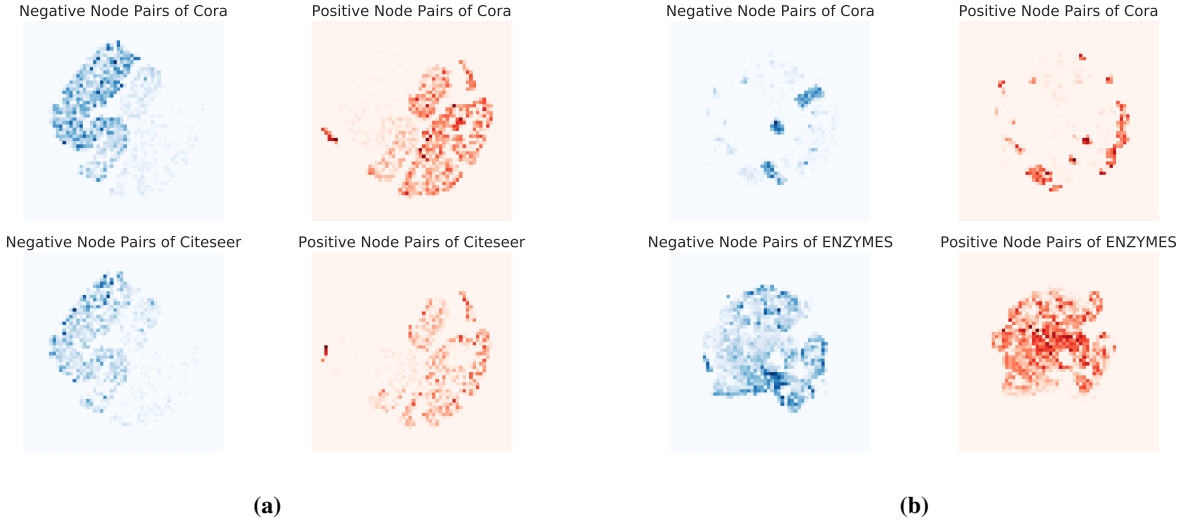 Negative Node Pairs of Cora
Positive Node Pairs of Cora
Negative Node Pairs of Cora
Positive Node Pairs of Cora
Negative Node Pairs of Citeseer
Positive Node Pairs of Citeseer
Negative Node Pairs of ENZYMES
Positive Node Pairs of ENZYMES
(a)
(b)